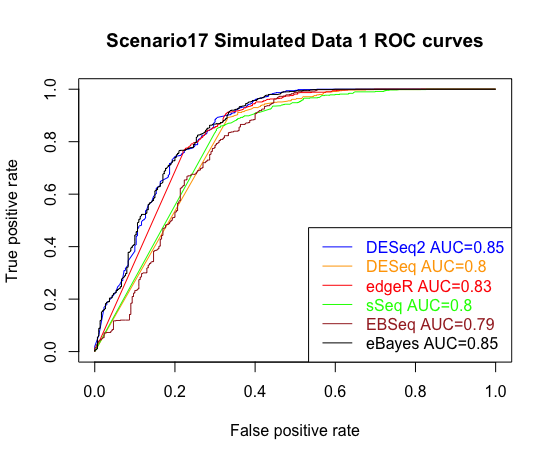 Scenario17 Simulated Data 1 ROC curves
True positive rate
1.0
0.8
0.6
0.4
0.2
0.0
DESeq2 AUC=0.85
DESeq AUC=0.8
edgeR AUC=0.83
sSeq AUC=0.8
EBSeq AUC=0.79
eBayes AUC=0.85
0.0 0.2 0.4 0.6 0.8 1.0
False positive rate